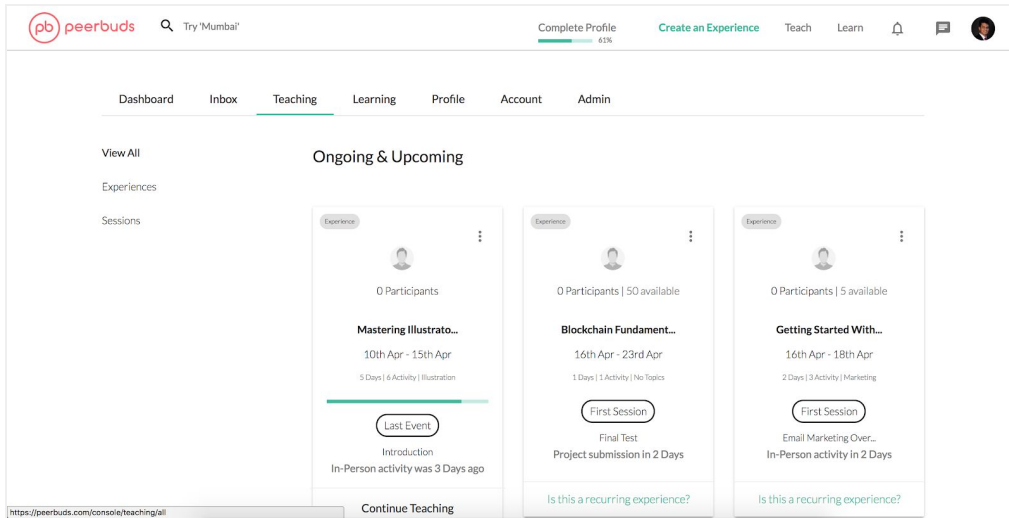 pb peerbuds
Try 'Mumbai'
Complete Profile
61%
Create an Experience
Teach
Learn
Dashboard
Inbox
Teaching
Learning
Profile
Account
Admin
View All
Experiences
Sessions
Ongoing & Upcoming
Experience
0 Participants
Mastering Illustrato...
10th Apr - 15th Apr
5 Days | 6 Activity | Illustration
Last Event
Introduction
In-Person activity was 3 Days ago
Continue Teaching
Experience
0 Participants | 50 available
Blockchain Fundament...
16th Apr - 23rd Apr
1 Days | 1 Activity | No Topics
First Session
Final Test
Project submission in 2 Days
Is this a recurring experience?
Experience
0 Participants | 5 available
Getting Started With...
16th Apr - 18th Apr
2 Days | 3 Activity | Marketing
First Session
Email Marketing Over...
In-Person activity in 2 Days
Is this a recurring experience?
https://peerbuds.com/console/teaching/all